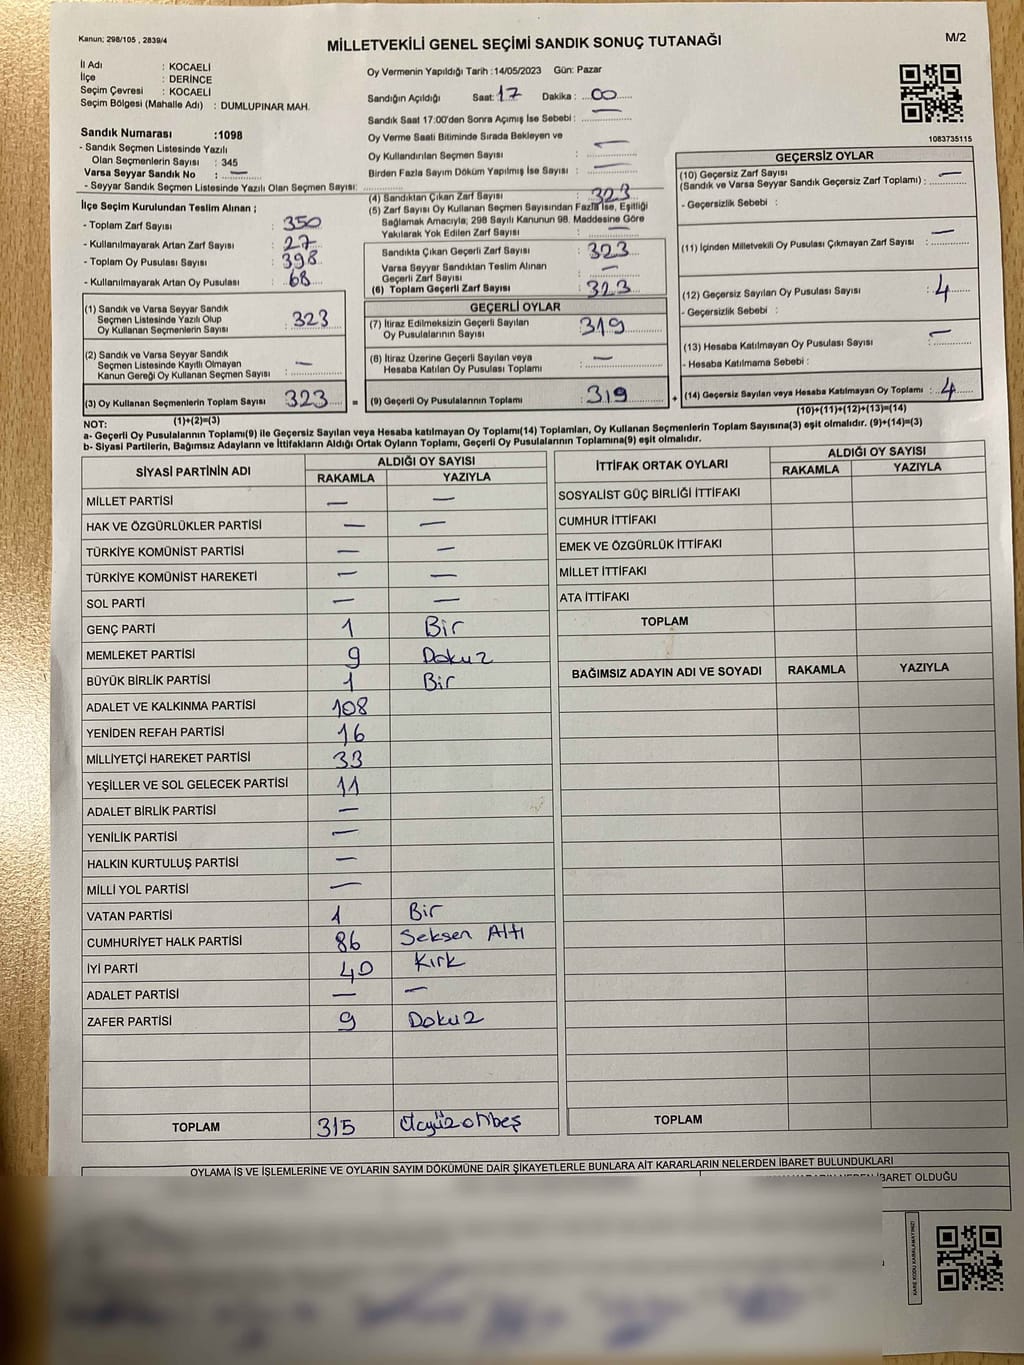 Kanun: 298/105 , 2839/4
MİLLETVEKİLİ GENEL SEÇİMİ SANDIK SONUÇ TUTANAĞI
M/2
İl Adı : KOCAELİ
İlçe : DERİNCE
Seçim Çevresi : KOCAELİ
Seçim Bölgesi (Mahalle Adı) : DUMLUPINAR MAH.
Sandık Numarası :1098
- Sandık Seçmen Listesinde Yazılı
Olan Seçmenlerin Sayısı : 345
Varsa Seyyar Sandık No : —
- Seyyar Sandık Seçmen Listesinde Yazılı Olan Seçmen Sayısı:
İlçe Seçim Kurulundan Teslim Alınan ;
- Toplam Zarf Sayısı : 350
- Kullanılmayarak Artan Zarf Sayısı : 27
- Toplam Oy Pusulası Sayısı : 398
- Kullanılmayarak Artan Oy Pusulası : 68
(1) Sandık ve Varsa Seyyar Sandık
Seçmen Listesinde Yazılı Olup
Oy Kullanan Seçmenlerin Sayısı : 323
(2) Sandık ve Varsa Seyyar Sandık
Seçmen Listesinde Kayıtlı Olmayan
Kanun Gereği Oy Kullanan Seçmen Sayısı : —
(3) Oy Kullanan Seçmenlerin Toplam Sayısı : 323
(1)+(2)=(3)
Oy Vermenin Yapıldığı Tarih :14/05/2023 Gün: Pazar
Sandığın Açıldığı Saat: 17 Dakika : 00
Sandık Saat 17:00'den Sonra Açımış İse Sebebi : —
Oy Verme Saati Bitiminde Sırada Bekleyen ve
Oy Kullandırılan Seçmen Sayısı : —
Birden Fazla Sayım Döküm Yapılmış İse Sayısı : —
(4) Sandıktan Çıkan Zarf Sayısı : 323
(5) Zarf Sayısı Oy Kullanan Seçmen Sayısından Fazla İse, Eşitliği
Sağlamak Amacıyla, 298 Sayılı Kanunun 98. Maddesine Göre
Yakılarak Yok Edilen Zarf Sayısı : —
Sandıkta Çıkan Geçerli Zarf Sayısı : 323
Varsa Seyyar Sandıktan Teslim Alınan
Geçerli Zarf Sayısı : —
(6) Toplam Geçerli Zarf Sayısı : 323
GEÇERLİ OYLAR
(7) İtiraz Edilmeksizin Geçerli Sayılan
Oy Pusulalarının Sayısı : 319
(8) İtiraz Üzerine Geçerli Sayılan veya
Hesaba Katılan Oy Pusulası Toplamı : —
= (9) Geçerli Oy Pusulalarının Toplamı : 319
1083735115
GEÇERSİZ OYLAR
(10) Geçersiz Zarf Sayısı
(Sandık ve Varsa Seyyar Sandık Geçersiz Zarf Toplamı) : —
- Geçersizlik Sebebi :
(11) İçinden Milletvekili Oy Pusulası Çıkmayan Zarf Sayısı : —
(12) Geçersiz Sayılan Oy Pusulası Sayısı : 4
- Geçersizlik Sebebi :
(13) Hesaba Katılmayan Oy Pusulası Sayısı : —
- Hesaba Katılmama Sebebi :
+ (14) Geçersiz Sayılan veya Hesaba Katılmayan Oy Toplamı : 4
(10)+(11)+(12)+(13)=(14)
NOT:
a- Geçerli Oy Pusulalarının Toplamı(9) ile Geçersiz Sayılan veya Hesaba katılmayan Oy Toplamı(14) Toplamları, Oy Kullanan Seçmenlerin Toplam Sayısına(3) eşit olmalıdır. (9)+(14)=(3)
b- Siyasi Partilerin, Bağımsız Adayların ve İttifakların Aldığı Ortak Oyların Toplamı, Geçerli Oy Pusulalarının Toplamına(9) eşit olmalıdır.
SİYASİ PARTİNİN ADI ALDIĞI OY SAYISI
RAKAMLA YAZIYLA
MİLLET PARTİSİ — —
HAK VE ÖZGÜRLÜKLER PARTİSİ — —
TÜRKİYE KOMÜNİST PARTİSİ — —
TÜRKİYE KOMÜNİST HAREKETİ — —
SOL PARTİ — —
GENÇ PARTİ 1 Bir
MEMLEKET PARTİSİ 9 Dokuz
BÜYÜK BİRLİK PARTİSİ 1 Bir
ADALET VE KALKINMA PARTİSİ 108
YENİDEN REFAH PARTİSİ 16
MİLLİYETÇİ HAREKET PARTİSİ 33
YEŞİLLER VE SOL GELECEK PARTİSİ 11
ADALET BİRLİK PARTİSİ —
YENİLİK PARTİSİ —
HALKIN KURTULUŞ PARTİSİ —
MİLLİ YOL PARTİSİ —
VATAN PARTİSİ 1 Bir
CUMHURİYET HALK PARTİSİ 86 Seksen Altı
İYİ PARTİ 40 Kırk
ADALET PARTİSİ — —
ZAFER PARTİSİ 9 Dokuz
TOPLAM 315 Üçyüzonbeş
İTTİFAK ORTAK OYLARI ALDIĞI OY SAYISI
RAKAMLA YAZIYLA
SOSYALİST GÜÇ BİRLİĞİ İTTİFAKI
CUMHUR İTTİFAKI
EMEK VE ÖZGÜRLÜK İTTİFAKI
MİLLET İTTİFAKI
ATA İTTİFAKI
TOPLAM
BAĞIMSIZ ADAYIN ADI VE SOYADI RAKAMLA YAZIYLA
TOPLAM
OYLAMA İŞ VE İŞLEMLERİNE VE OYLARIN SAYIM DÖKÜMÜNE DAİR ŞİKAYETLERLE BUNLARA AİT KARARLARIN NELERDEN İBARET BULUNDUKLARI
İBARET OLDUĞU
KARE KODU KARALAMAYINIZ!